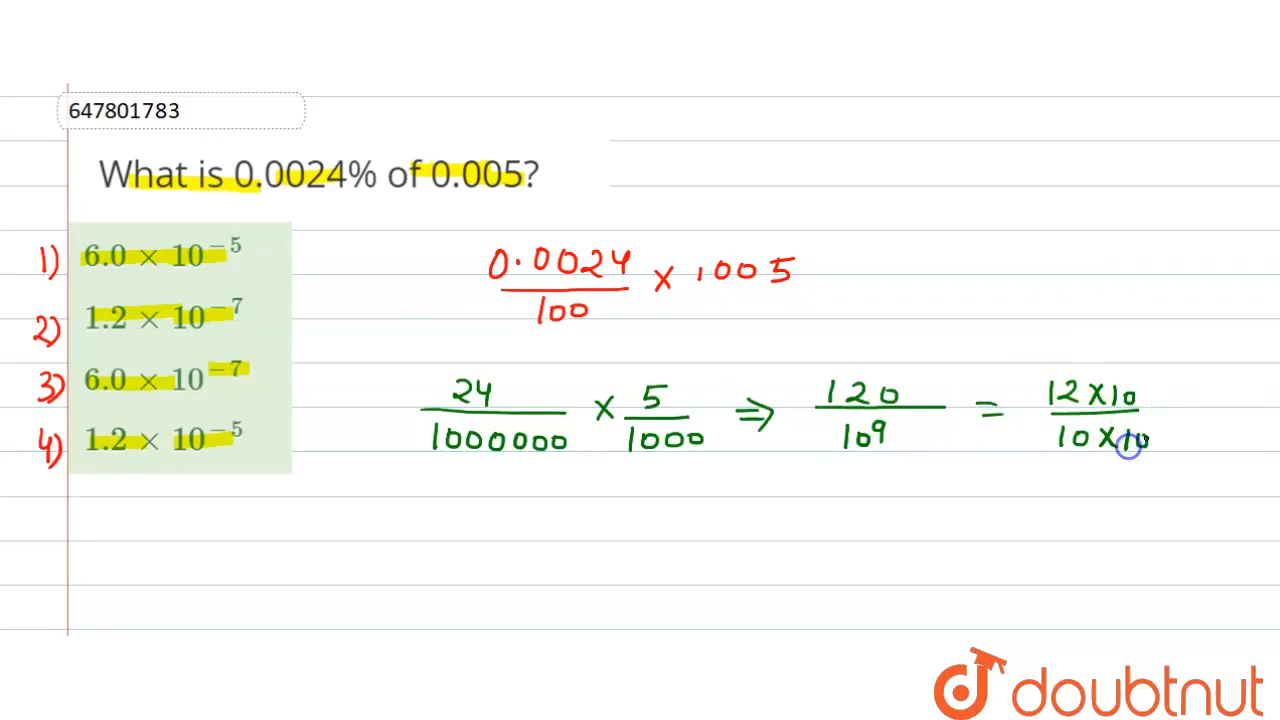 647801783
What is 0.0024% of 0.005?
1) 6.0 × 10⁻⁵
2) 1.2 × 10⁻⁷
3) 6.0 × 10⁻⁷
4) 1.2 × 10⁻⁵
0.0024/100 × .005
24/1000000 × 5/1000 ⇒ 120/10⁹ = 12×10/10×10
doubtnut